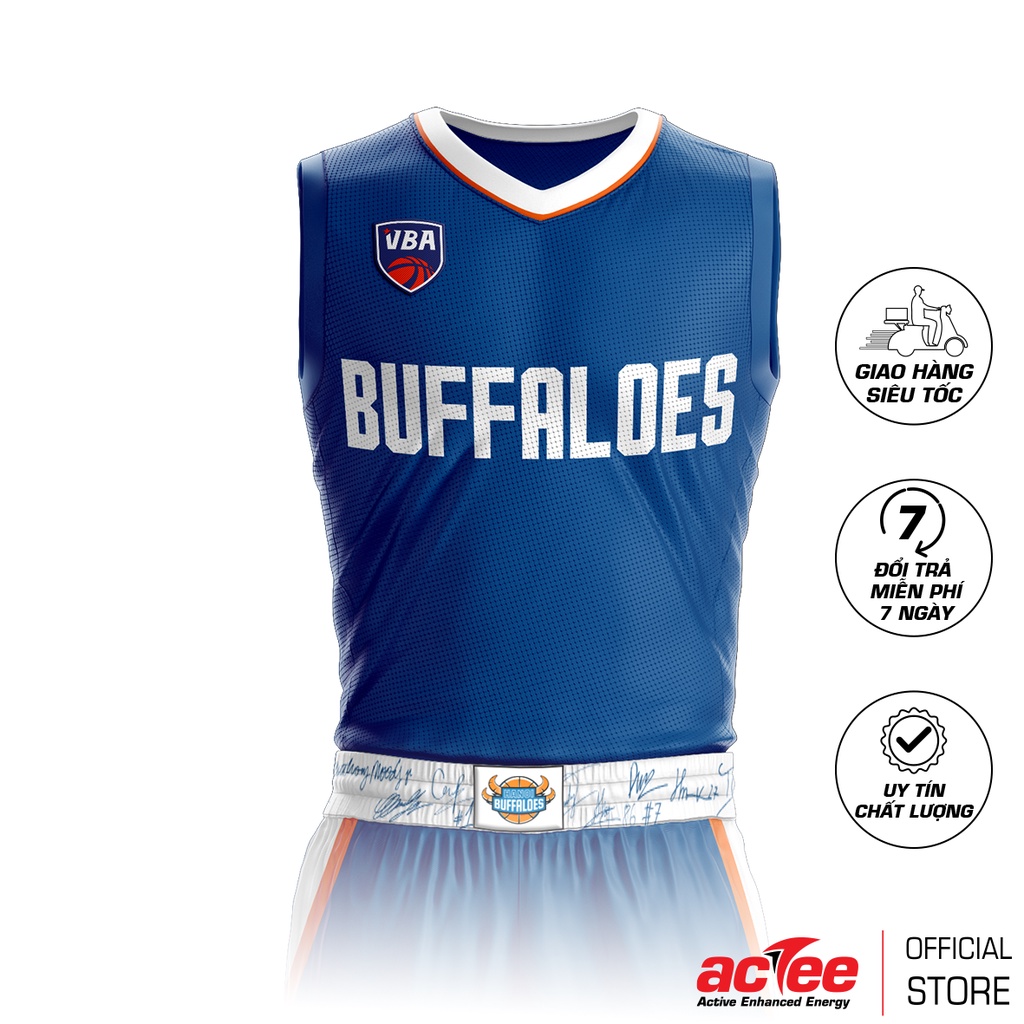 VBA
BUFFALOES
GIAO HÀNG
SIÊU TỐC
7
ĐỔI TRẢ
MIỄN PHÍ
7 NGÀY
HANOI
BUFFALOES
UY TÍN
CHẤT LƯỢNG
acTee
Active Enhanced Energy
OFFICIAL
STORE